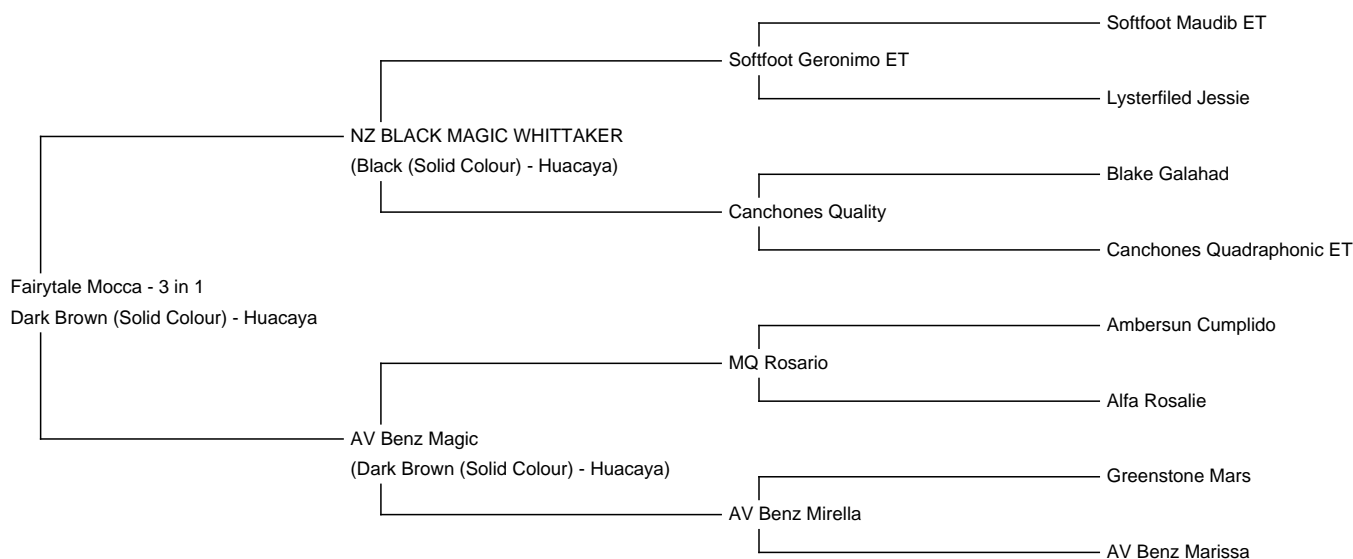 Softfoot Maudib ET
Softfoot Geronimo ET
Lysterfiled Jessie
NZ BLACK MAGIC WHITTAKER
(Black (Solid Colour) - Huacaya)
Blake Galahad
Canchones Quality
Canchones Quadraphonic ET
Fairytale Mocca - 3 in 1
Dark Brown (Solid Colour) - Huacaya
Ambersun Cumplido
MQ Rosario
Alfa Rosalie
AV Benz Magic
(Dark Brown (Solid Colour) - Huacaya)
Greenstone Mars
AV Benz Mirella
AV Benz Marissa